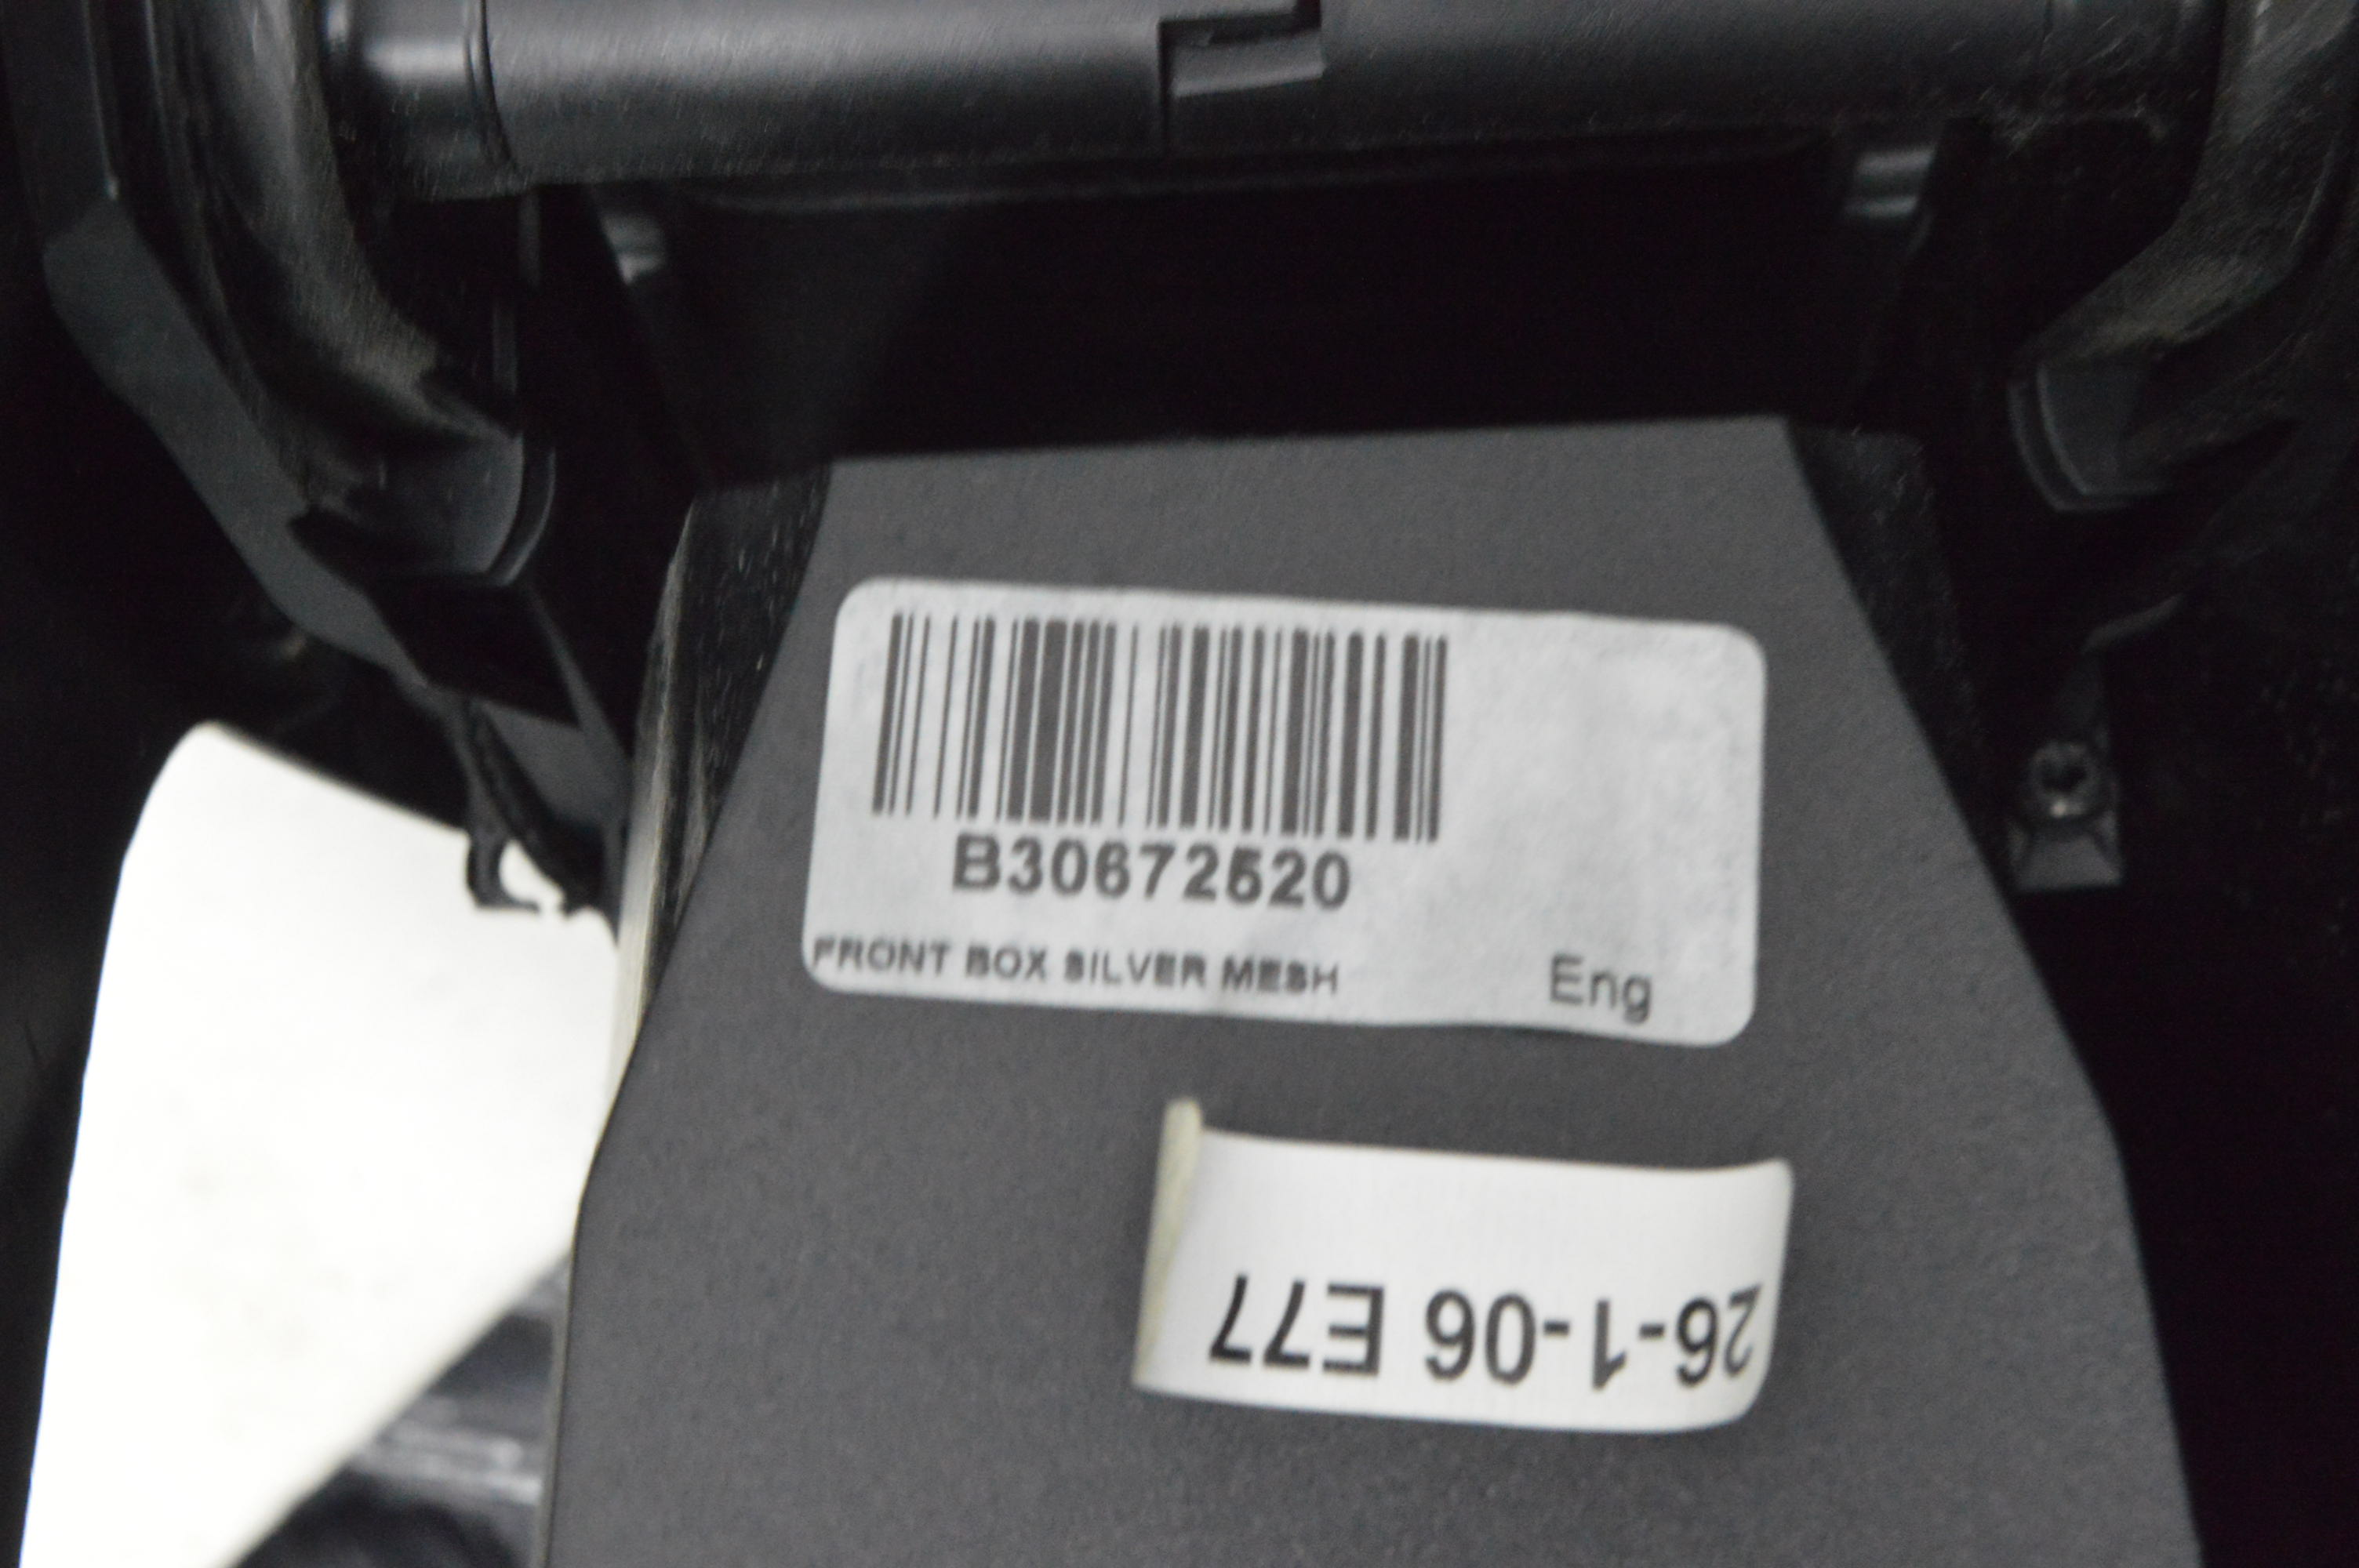 B30672520
FRONT BOX SILVER MESH
Eng
26-1-06 E77